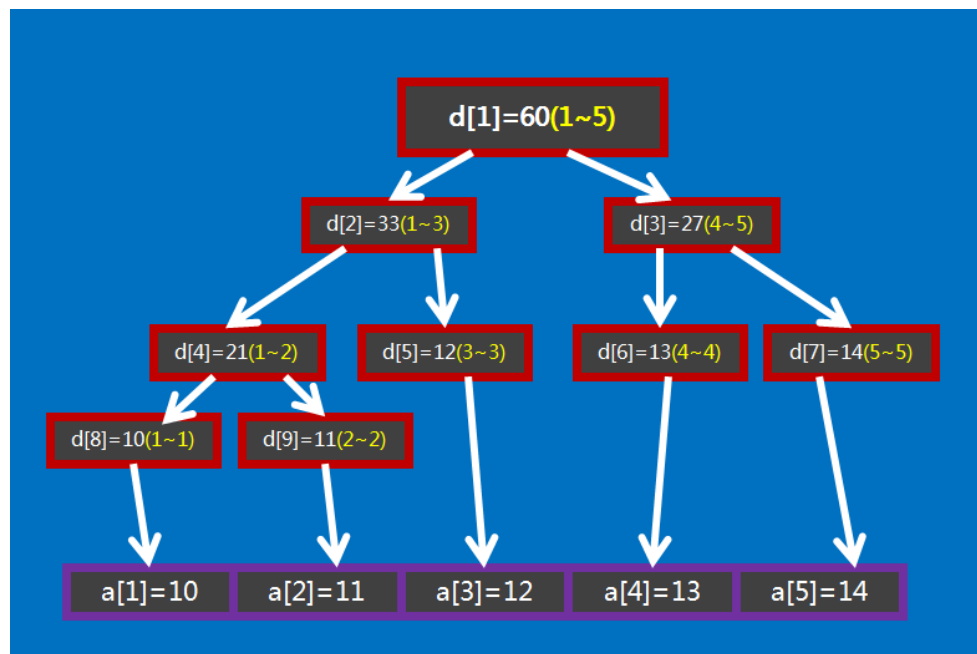 d[1]=60(1~5)
d[2]=33(1~3)
d[3]=27(4~5)
d[4]=21(1~2)
d[5]=12(3~3)
d[6]=13(4~4)
d[7]=14(5~5)
d[8]=10(1~1)
d[9]=11(2~2)
a[1]=10
a[2]=11
a[3]=12
a[4]=13
a[5]=14